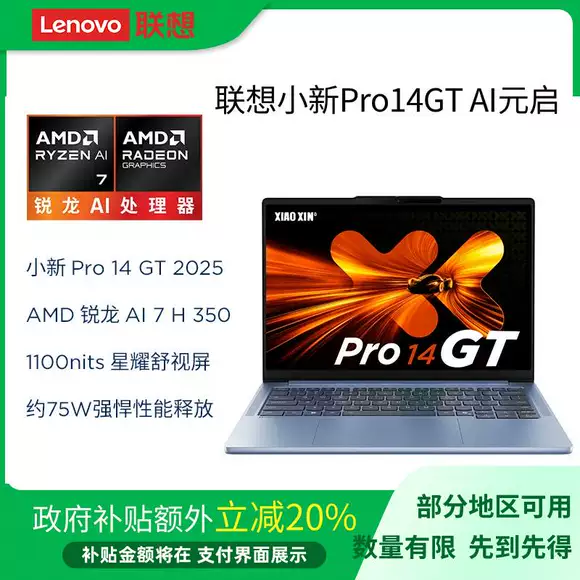 Lenovo 联想
联想小新Pro14GT AI元启
AMD RYZEN AI 7
AMD RADEON GRAPHICS
锐龙 AI 处理器
小新 Pro 14 GT 2025
AMD 锐龙 AI 7 H 350
1100nits 星耀舒视屏
约75W强悍性能释放
XIAO XIN
Pro 14 GT
政府补贴额外立减20%
补贴金额将在 支付界面展示
部分地区可用
数量有限 先到先得